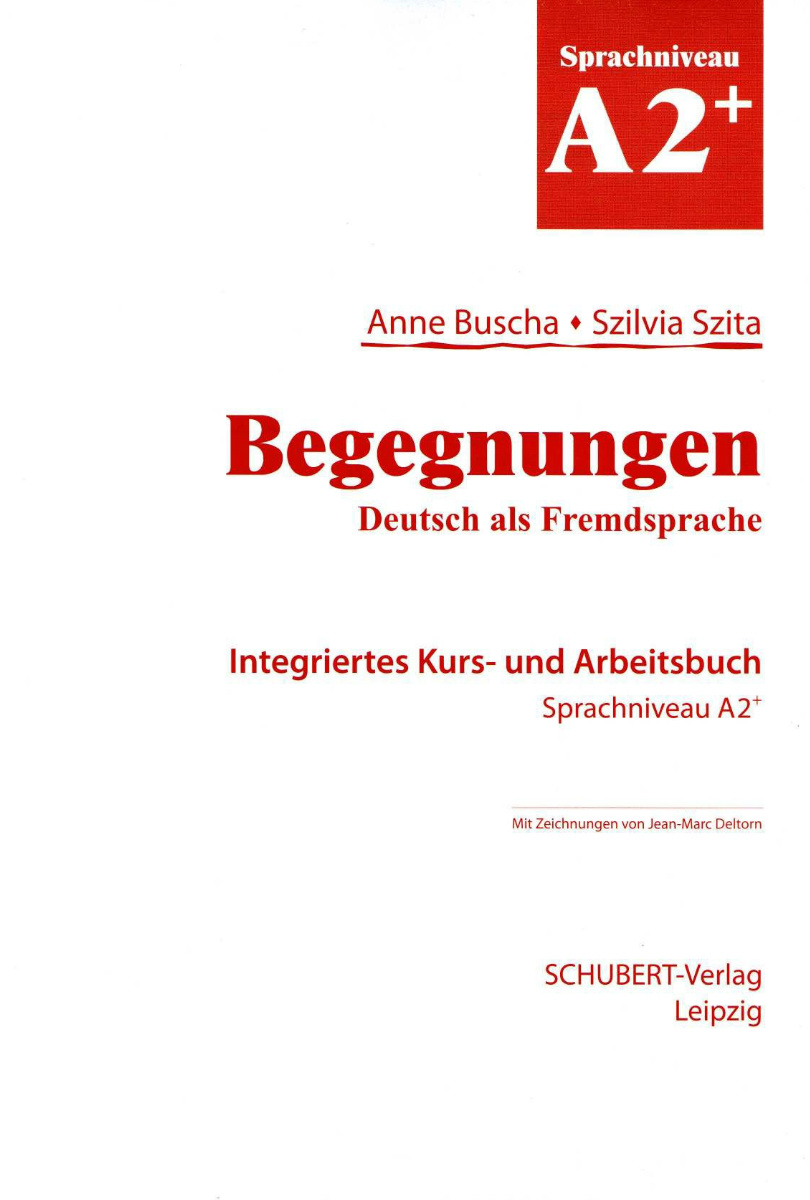 Sprachniveau
A2+
Anne Buscha ♦ Szilvia Szita
Begegnungen
Deutsch als Fremdsprache
Integriertes Kurs- und Arbeitsbuch
Sprachniveau A2+
Mit Zeichnungen von Jean-Marc Deltorn
SCHUBERT-Verlag
Leipzig